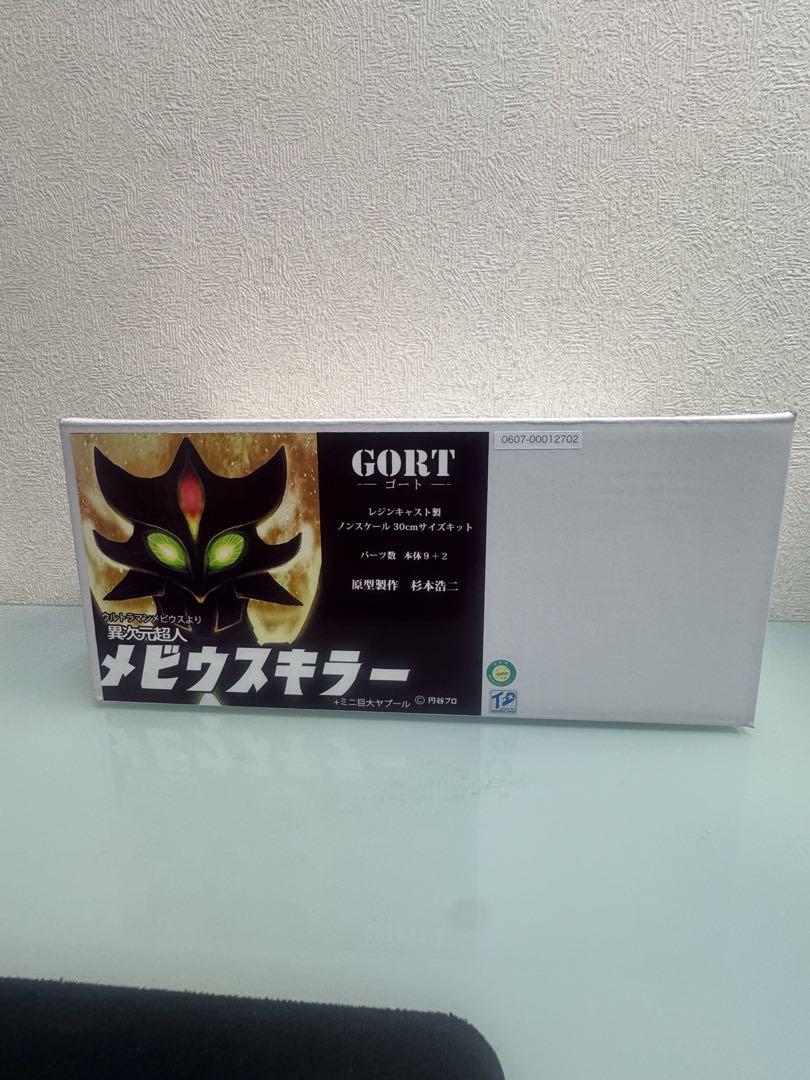 0607-00012702
GORT
ゴート
レジンキャスト製
ノンスケール 30cmサイズキット
パーツ数 本体9+2
原型製作 杉本浩二
ウルトラマンメビウスより
異次元超人
メビウスキラー
+ミニ巨大ヤプール
© 円谷プロ